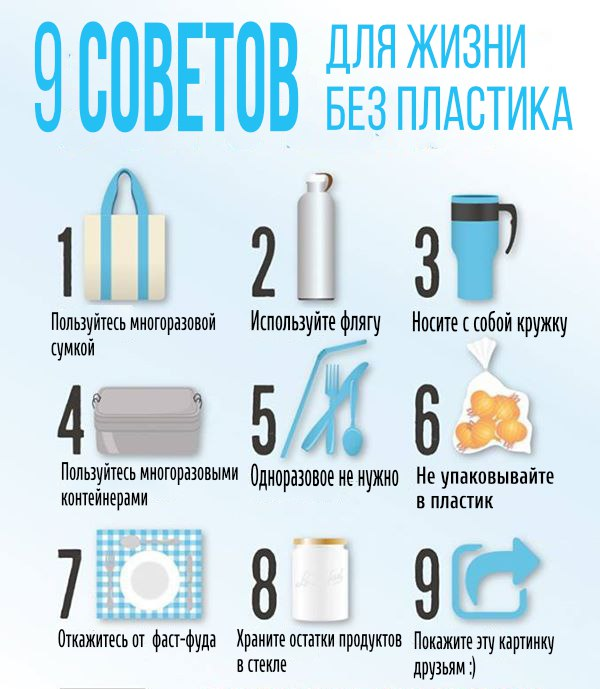 9 СОВЕТОВ
ДЛЯ ЖИЗНИ
БЕЗ ПЛАСТИКА
1
Пользуйтесь многоразовой
сумкой
2
Используйте флягу
3
Носите с собой кружку
4
Пользуйтесь многоразовыми
контейнерами
5
Одноразовое не нужно
6
Не упаковывайте
в пластик
7
Откажитесь от фаст-фуда
8
Храните остатки продуктов
в стекле
9
Покажите эту картинку
друзьям :)